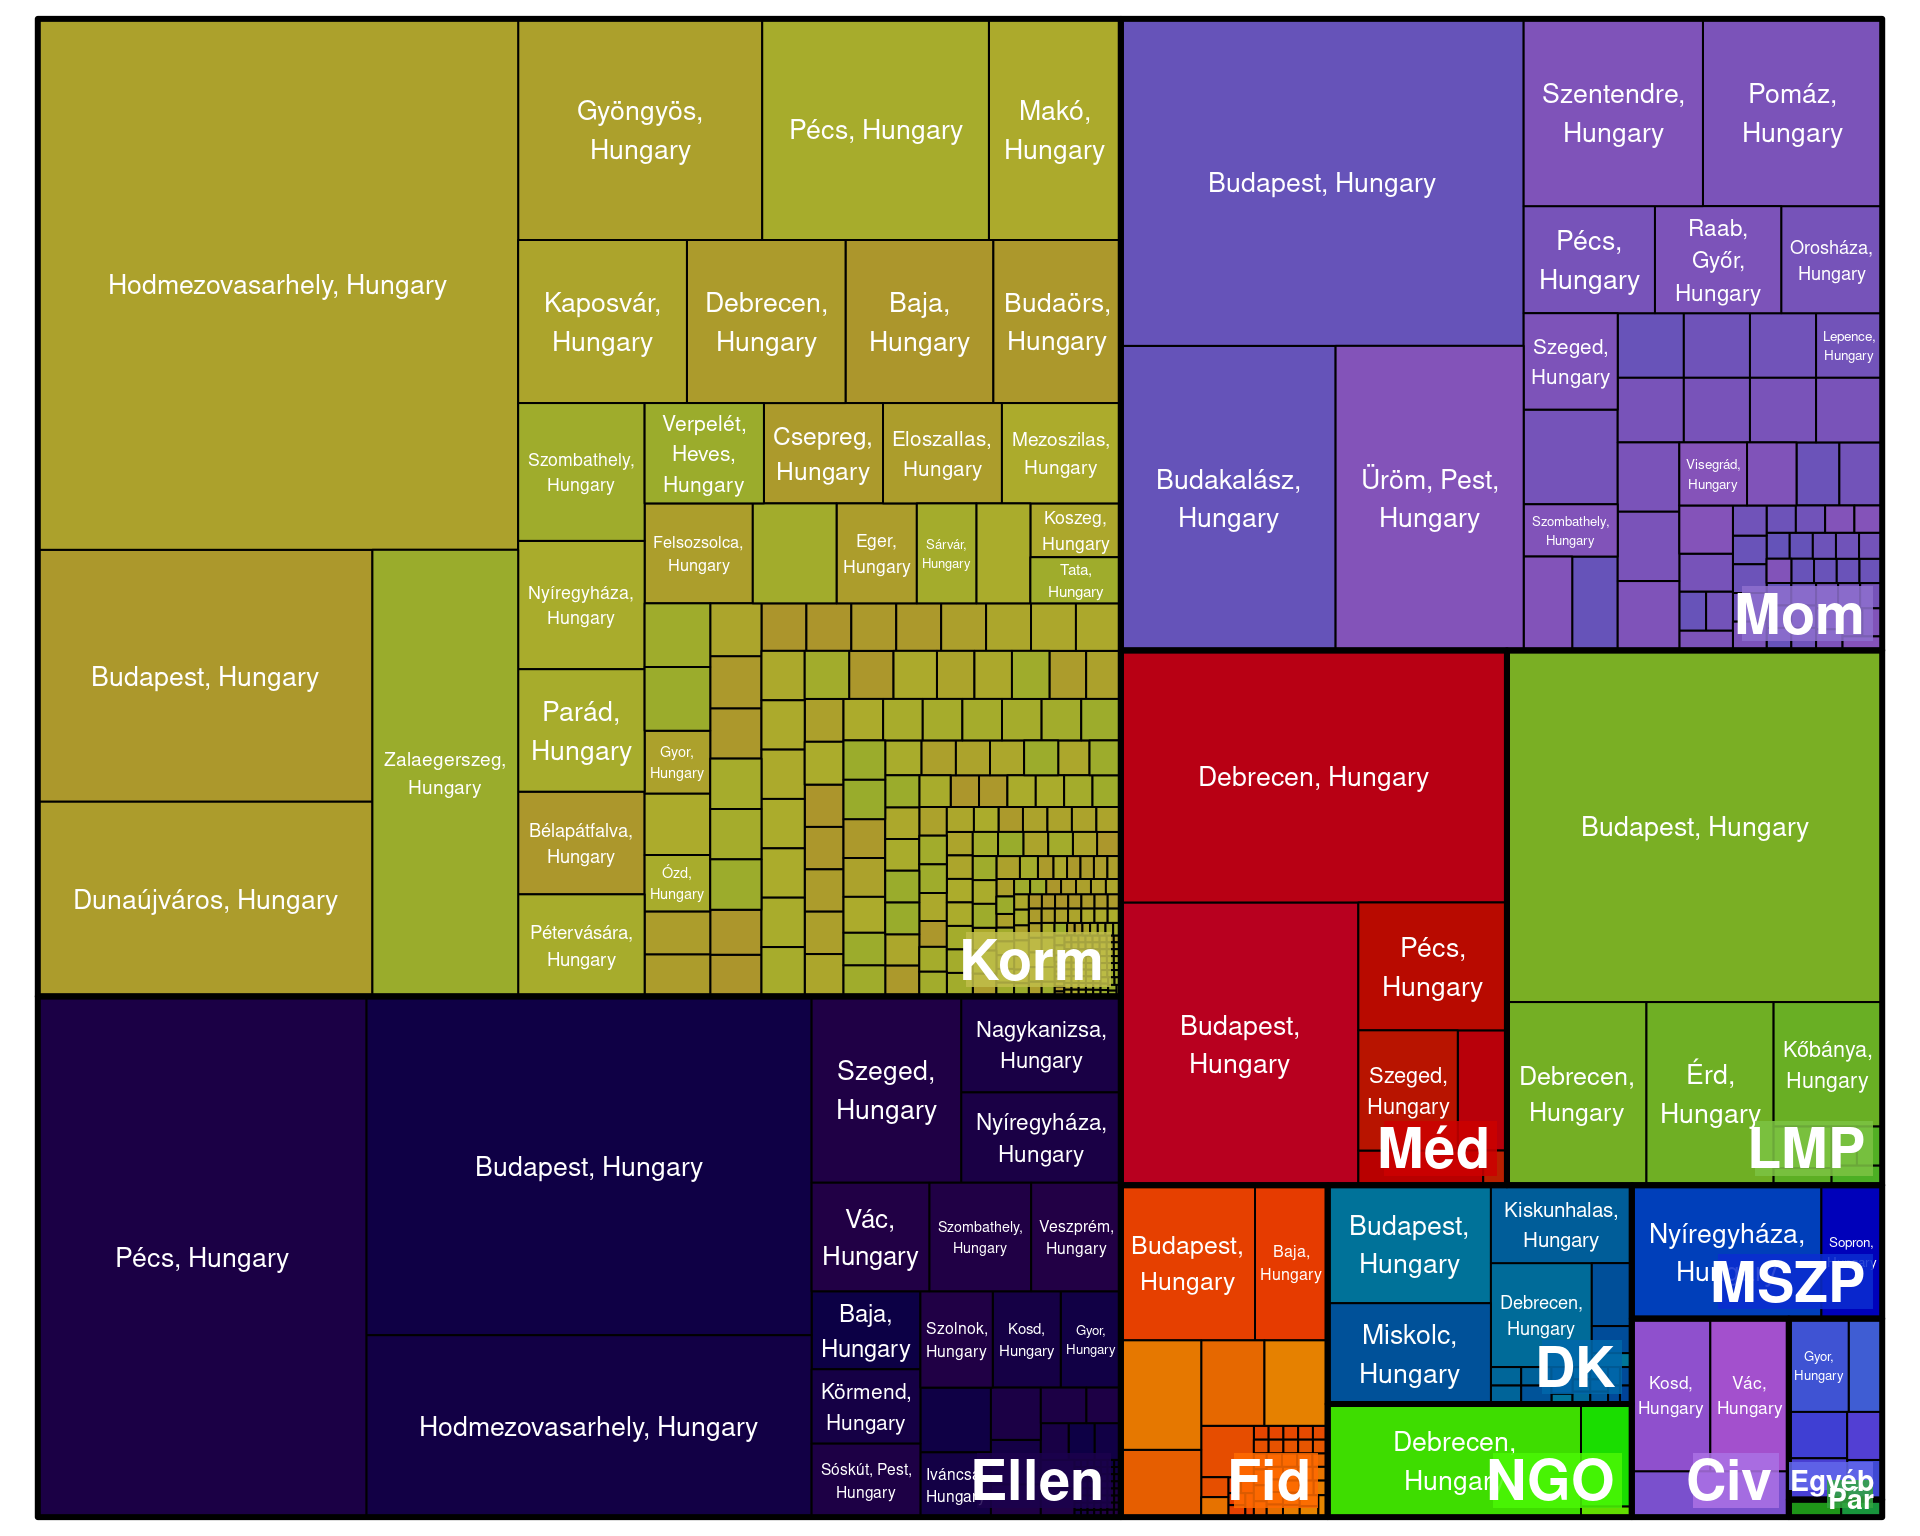 Hodmezovasarhely, Hungary
Gyöngyös,
Hungary
Pécs, Hungary
Makó,
Hungary
Kaposvár,
Hungary
Debrecen,
Hungary
Baja,
Hungary
Budaörs,
Hungary
Szombathely,
Hungary
Verpelét,
Heves,
Hungary
Csepreg,
Hungary
Eloszallas,
Hungary
Mezoszilas,
Hungary
Felsozsolca,
Hungary
Eger,
Hungary
Sárvár,
Hungary
Koszeg,
Hungary
Tata,
Hungary
Nyíregyháza,
Hungary
Budapest, Hungary
Dunaújváros, Hungary
Zalaegerszeg,
Hungary
Parád,
Hungary
Gyor,
Hungary
Bélapátfalva,
Hungary
Ózd,
Hungary
Pétervására,
Hungary
Korm
Budapest, Hungary
Szentendre,
Hungary
Pomáz,
Hungary
Pécs,
Hungary
Raab,
Győr,
Hungary
Orosháza,
Hungary
Szeged,
Hungary
Lepence,
Hungary
Budakalász,
Hungary
Üröm, Pest,
Hungary
Visegrád,
Hungary
Szombathely,
Hungary
Mom
Debrecen, Hungary
Budapest,
Hungary
Pécs,
Hungary
Szeged,
Hungary
Méd
Budapest, Hungary
Debrecen,
Hungary
Érd,
Hungary
Kőbánya,
Hungary
LMP
Pécs, Hungary
Budapest, Hungary
Hodmezovasarhely, Hungary
Szeged,
Hungary
Nagykanizsa,
Hungary
Nyíregyháza,
Hungary
Vác,
Hungary
Szombathely,
Hungary
Veszprém,
Hungary
Baja,
Hungary
Szolnok,
Hungary
Kosd,
Hungary
Gyor,
Hungary
Körmend,
Hungary
Sóskút, Pest,
Hungary
Ellen
Budapest,
Hungary
Baja,
Hungary
Fid
Budapest,
Hungary
Kiskunhalas,
Hungary
Miskolc,
Hungary
Debrecen,
Hungary
DK
Debrecen,
NGO
Nyíregyháza,
Sopron,
MSZP
Kosd,
Hungary
Vác,
Hungary
Civ
Gyor,
Hungary
Egyéb
Pár